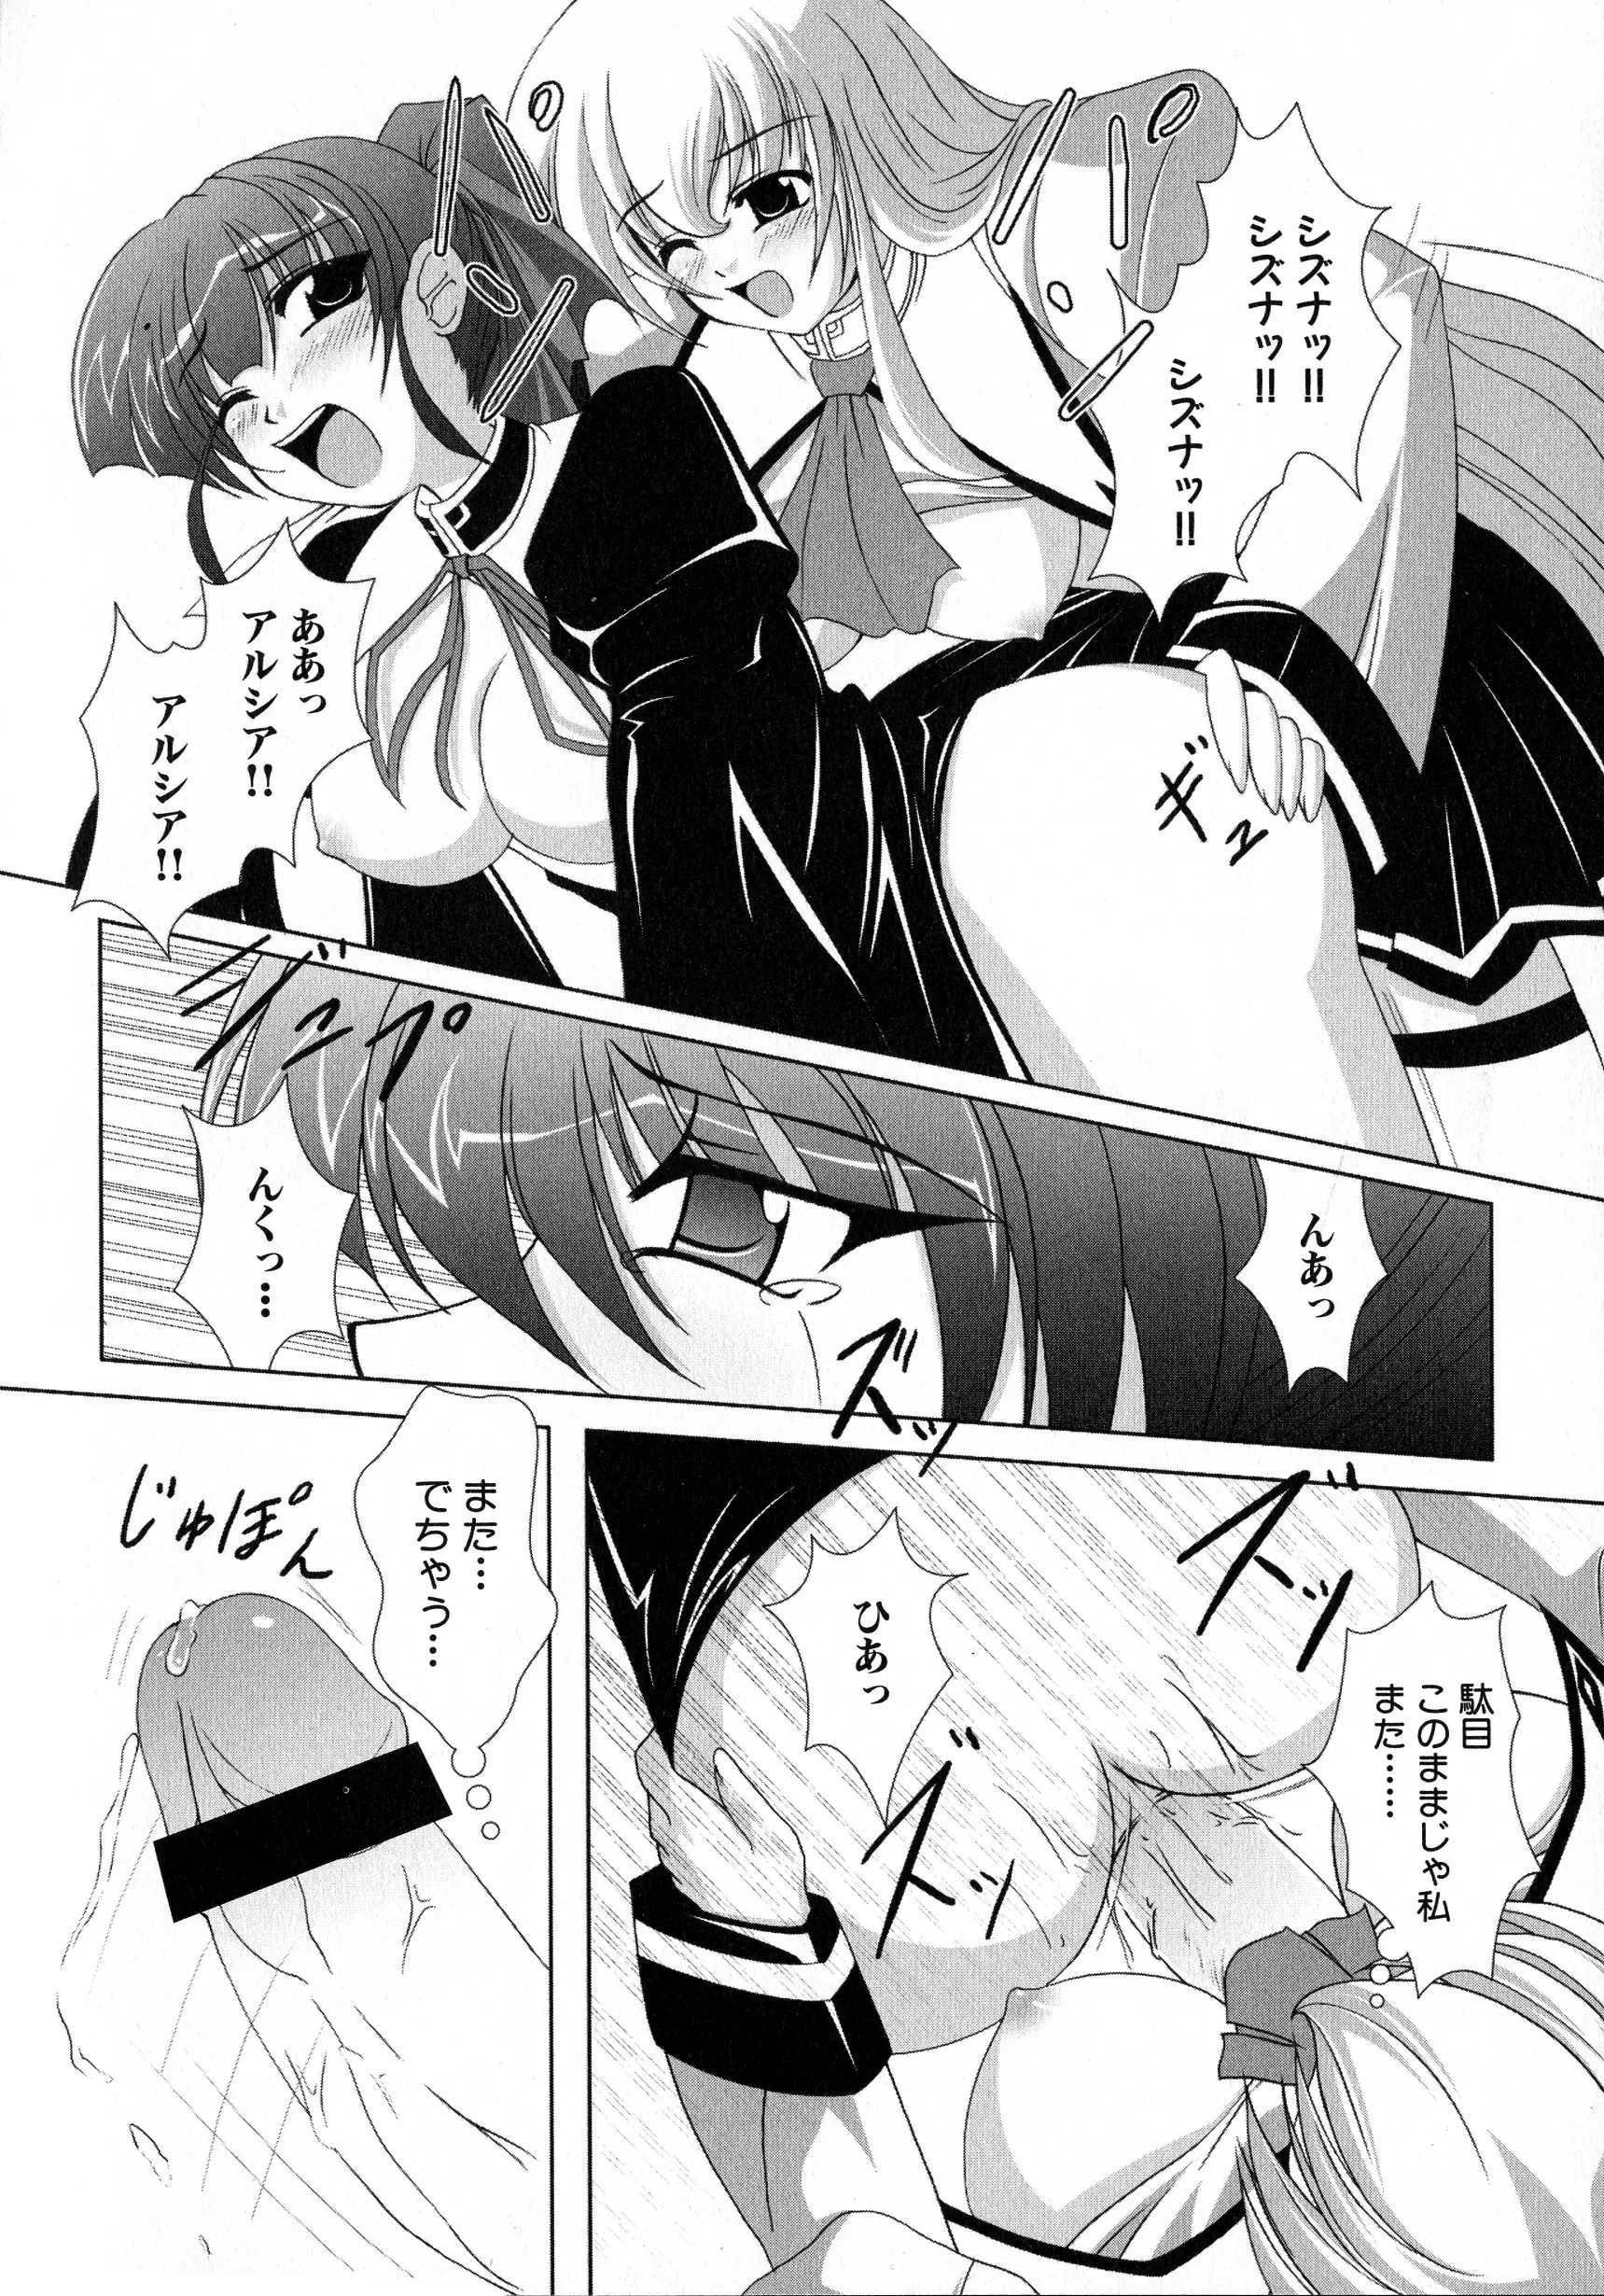 シズナッ!!
シズナッ!!
シズナッ!!
ああっ
アルシア!!
アルシア!!
ギュ
ジュプ
んあっ
んくっ…
ズッ
ズッ
駄目
このままじゃ私
また……
ひあっ
ズッ
また…
でちゃう…
じゅぽん